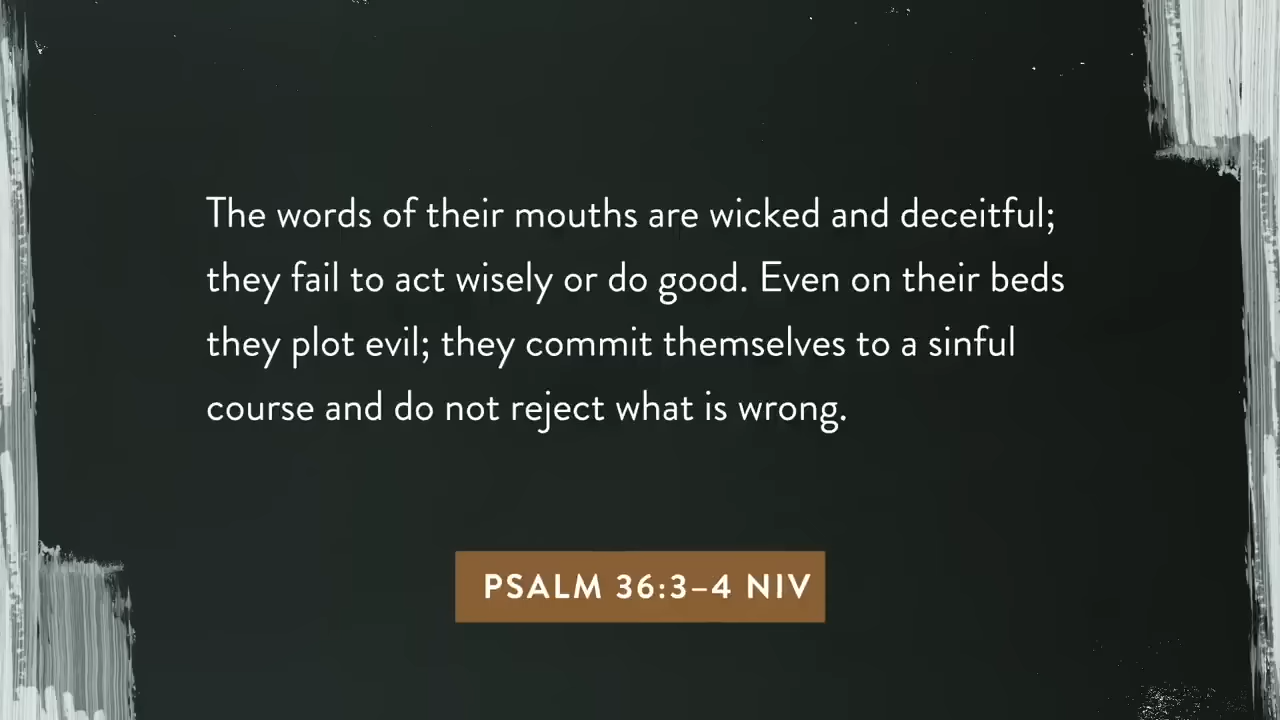 The words of their mouths are wicked and deceitful;
they fail to act wisely or do good. Even on their beds
they plot evil; they commit themselves to a sinful
course and do not reject what is wrong.
PSALM 36:3–4 NIV